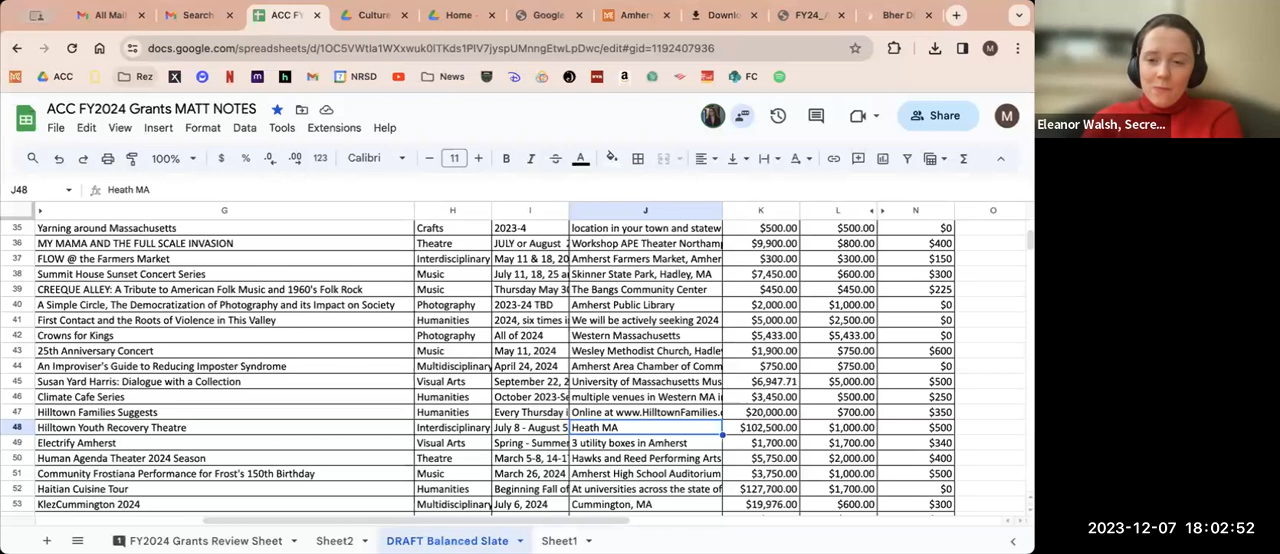 All Mail
Search
ACC F
Culture
Home -
Google
Amher
Downlo
FY24_
Bher D
docs.google.com/spreadsheets/d/1OC5VWtla1WXxwuk0lTKds1PlV7jyspUMnngEtwLpDwc/edit#gid=1192407936
M
ACC
Rez
NRSD
News
FC
ACC FY2024 Grants MATT NOTES
File Edit View Insert Format Data Tools Extensions Help
Share
M
100%
$ % .0 .00 123
Calibri
11
B I
J48
fx Heath MA
G H I J K L N O
35 Yarning around Massachusetts Crafts 2023-4 location in your town and statew $500.00 $500.00 $0
36 MY MAMA AND THE FULL SCALE INVASION Theatre JULY or August 2 Workshop APE Theater Northam $9,900.00 $800.00 $400
37 FLOW @ the Farmers Market Interdisciplinary May 11 & 18, 20 Amherst Farmers Market, Amher $300.00 $300.00 $150
38 Summit House Sunset Concert Series Music July 11, 18, 25 a Skinner State Park, Hadley, MA $7,450.00 $600.00 $300
39 CREEQUE ALLEY: A Tribute to American Folk Music and 1960's Folk Rock Music Thursday May 30 The Bangs Community Center $450.00 $450.00 $225
40 A Simple Circle, The Democratization of Photography and its Impact on Society Photography 2023-24 TBD Amherst Public Library $2,000.00 $1,000.00 $0
41 First Contact and the Roots of Violence in This Valley Humanities 2024, six times i We will be actively seeking 2024 $5,000.00 $2,500.00 $0
42 Crowns for Kings Photography All of 2024 Western Massachusetts $5,433.00 $5,433.00 $0
43 25th Anniversary Concert Music May 11, 2024 Wesley Methodist Church, Hadle $1,900.00 $750.00 $600
44 An Improviser's Guide to Reducing Imposter Syndrome Multidisciplinary April 24, 2024 Amherst Area Chamber of Comm $750.00 $750.00 $0
45 Susan Yard Harris: Dialogue with a Collection Visual Arts September 22, 2 University of Massachusetts Mus $6,947.71 $5,000.00 $500
46 Climate Cafe Series Humanities October 2023-Se multiple venues in Western MA i $3,450.00 $500.00 $250
47 Hilltown Families Suggests Humanities Every Thursday i Online at www.HilltownFamilies.o $20,000.00 $700.00 $350
48 Hilltown Youth Recovery Theatre Interdisciplinary July 8 - August 5 Heath MA $102,500.00 $1,000.00 $500
49 Electrify Amherst Visual Arts Spring - Summer 3 utility boxes in Amherst $1,700.00 $1,700.00 $340
50 Human Agenda Theater 2024 Season Theatre March 5-8, 14-17 Hawks and Reed Performing Arts $5,750.00 $2,000.00 $400
51 Community Frostiana Performance for Frost's 150th Birthday Music March 26, 2024 Amherst High School Auditorium $3,750.00 $1,000.00 $500
52 Haitian Cuisine Tour Humanities Beginning Fall of At universities across the state of $127,700.00 $1,700.00 $0
53 KlezCummington 2024 Multidisciplinary July 6, 2024 Cummington, MA $19,976.00 $600.00 $300
1 FY2024 Grants Review Sheet Sheet2 DRAFT Balanced Slate Sheet1
Eleanor Walsh, Secre...
2023-12-07 18:02:52